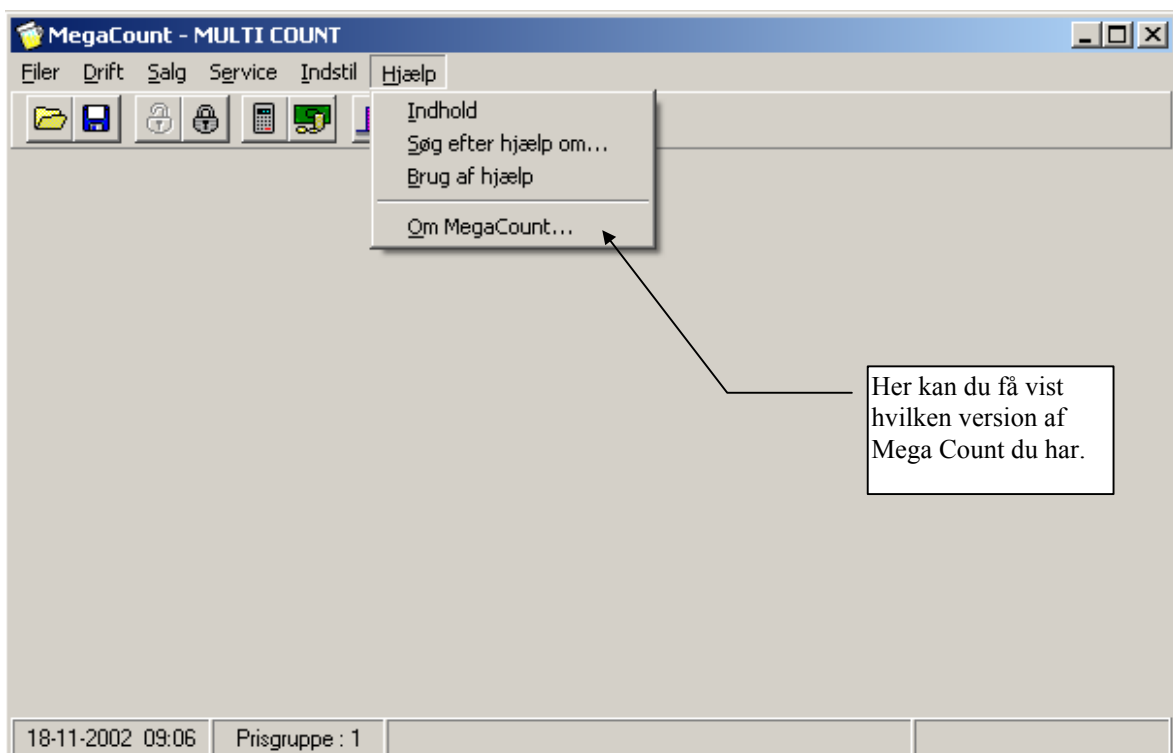 MegaCount - MULTI COUNT
Filer Drift Salg Service Indstil Hjælp
Indhold
Søg efter hjælp om...
Brug af hjælp
Om MegaCount...
Her kan du få vist
hvilken version af
Mega Count du har.
18-11-2002 09:06 Prisgruppe : 1